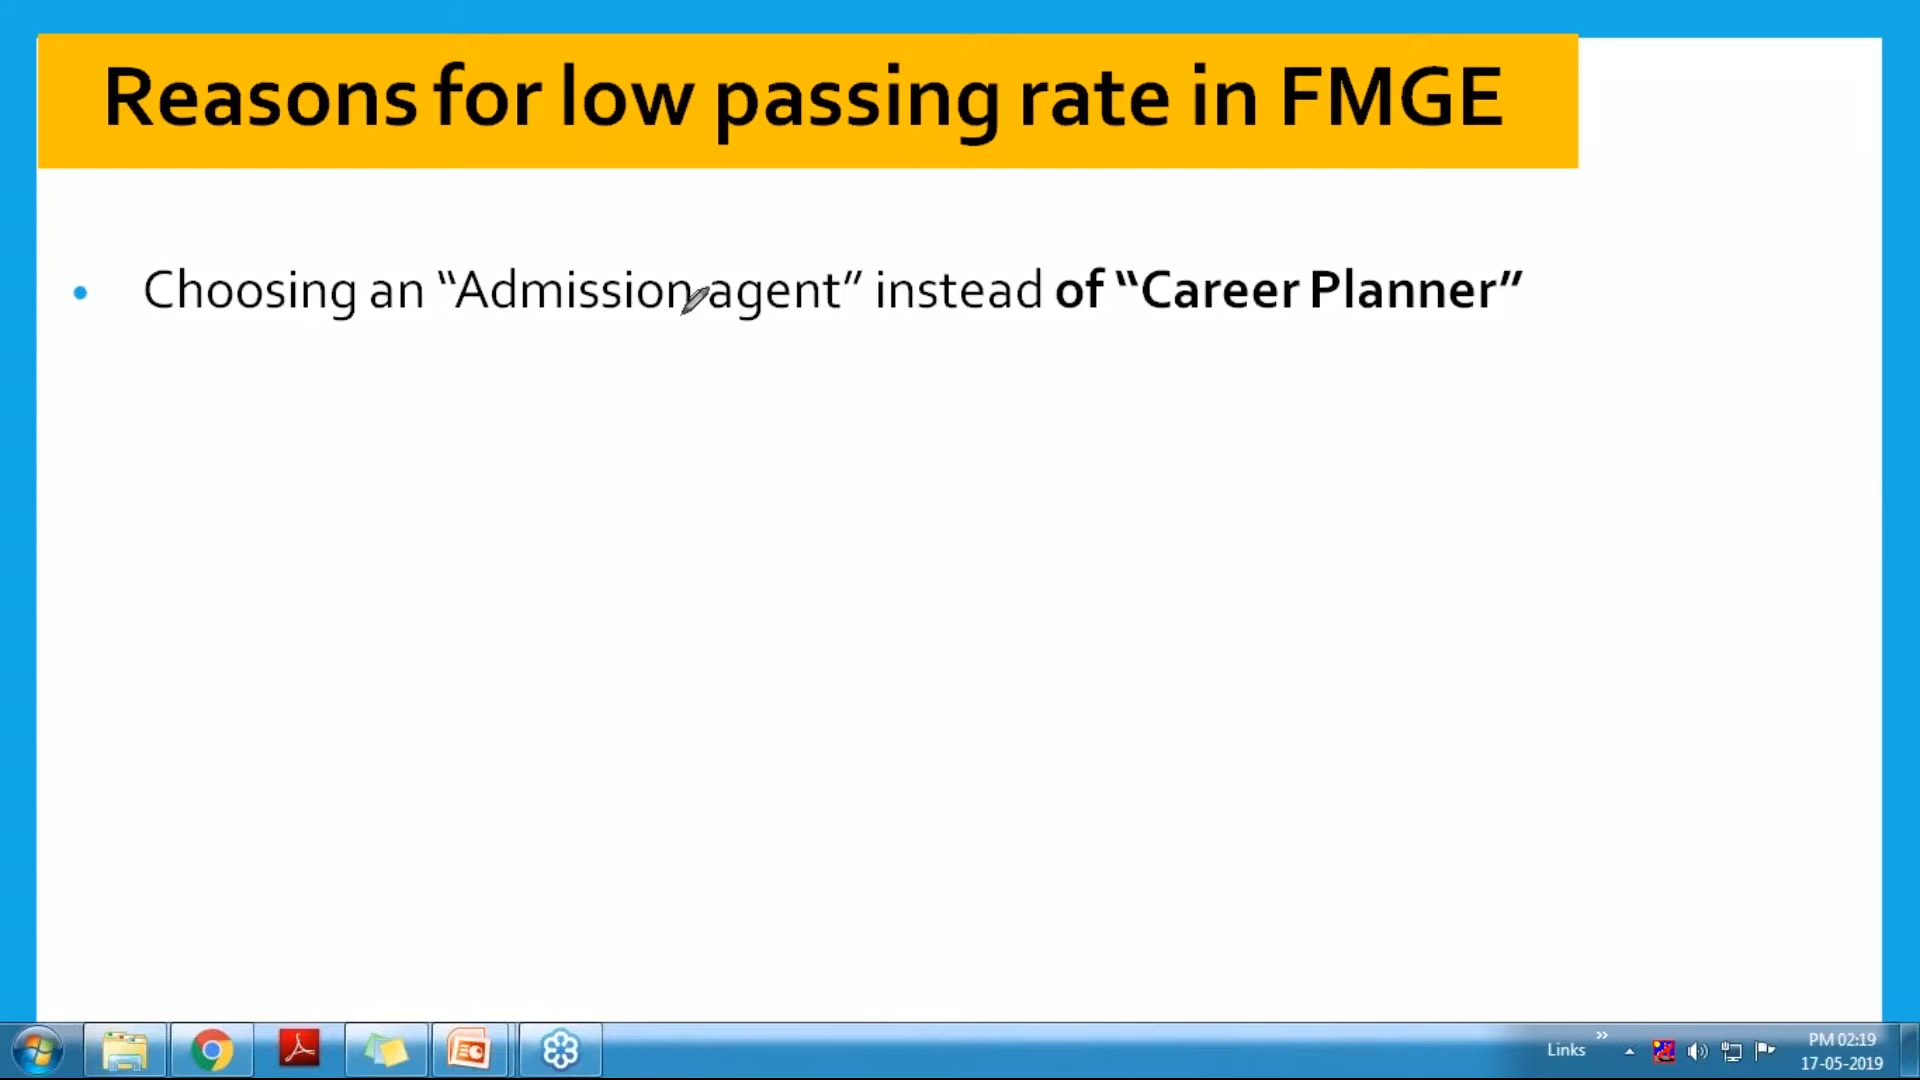 Reasons for low passing rate in FMGE
• Choosing an “Admission agent” instead of “Career Planner”
Links
PM 02:19
17-05-2019